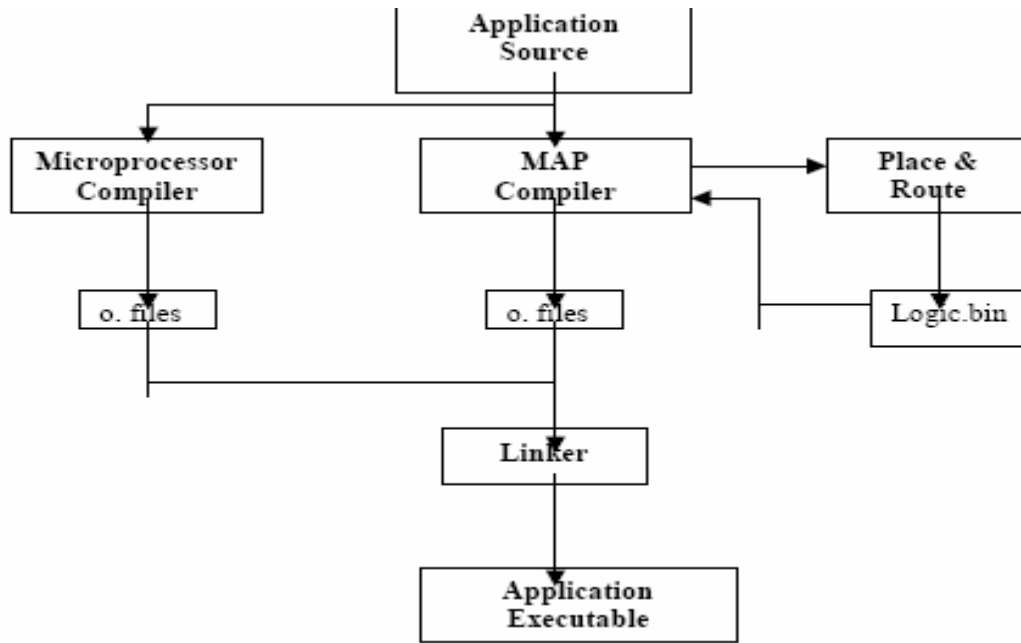 Application
Source
Microprocessor
Compiler
MAP
Compiler
Place &
Route
o. files
o. files
Logic.bin
Linker
Application
Executable